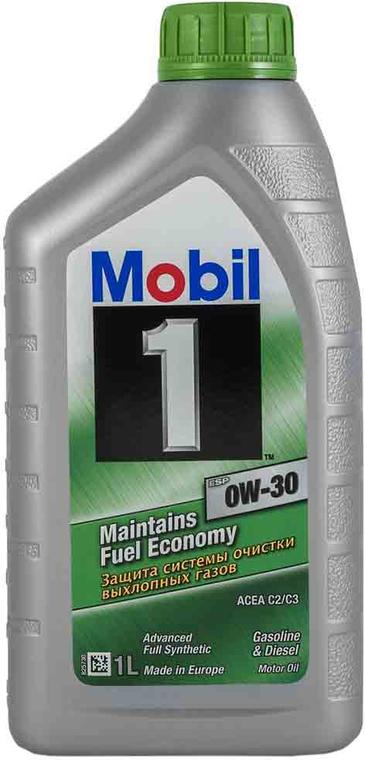 Mobil
1
TM
ESP
0W-30
Maintains
Fuel Economy
Защита системы очистки
выхлопных газов
ACEA C2/C3
Advanced
Full Synthetic
Gasoline
& Diesel
1L
Made in Europe
Motor Oil